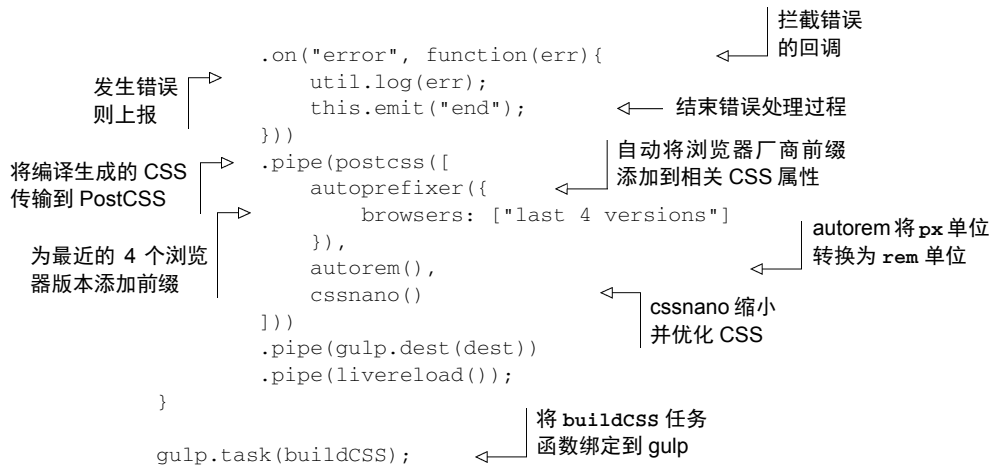 拦截错误
的回调
.on("error", function(err){
发生错误
则上报
util.log(err);
this.emit("end");
结束错误处理过程
}))
将编译生成的 CSS
传输到 PostCSS
.pipe(postcss([
自动将浏览器厂商前缀
添加到相关 CSS 属性
autoprefixer({
browsers: ["last 4 versions"]
为最近的 4 个浏览
器版本添加前缀
}),
autorem 将 px 单位
转换为 rem 单位
autorem(),
cssnano()
cssnano 缩小
并优化 CSS
]))
.pipe(gulp.dest(dest))
.pipe(livereload());
}
将 buildCSS 任务
函数绑定到 gulp
gulp.task(buildCSS);